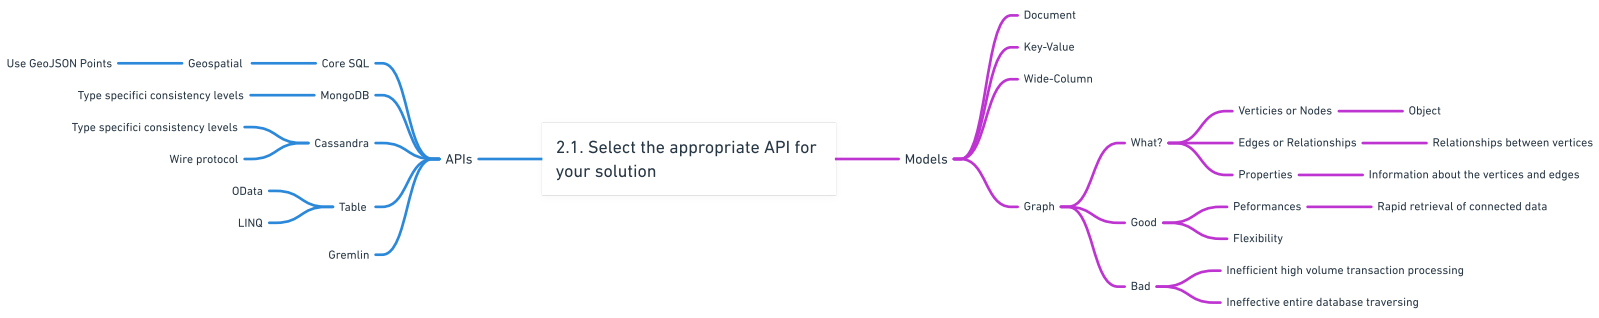 2.1. Select the appropriate API for
your solution
APIs
Core SQL
Geospatial
Use GeoJSON Points
MongoDB
Type specifici consistency levels
Cassandra
Type specifici consistency levels
Wire protocol
Table
OData
LINQ
Gremlin
Models
Document
Key-Value
Wide-Column
Graph
What?
Verticies or Nodes
Object
Edges or Relationships
Relationships between vertices
Properties
Information about the vertices and edges
Good
Peformances
Rapid retrieval of connected data
Flexibility
Bad
Inefficient high volume transaction processing
Ineffective entire database traversing